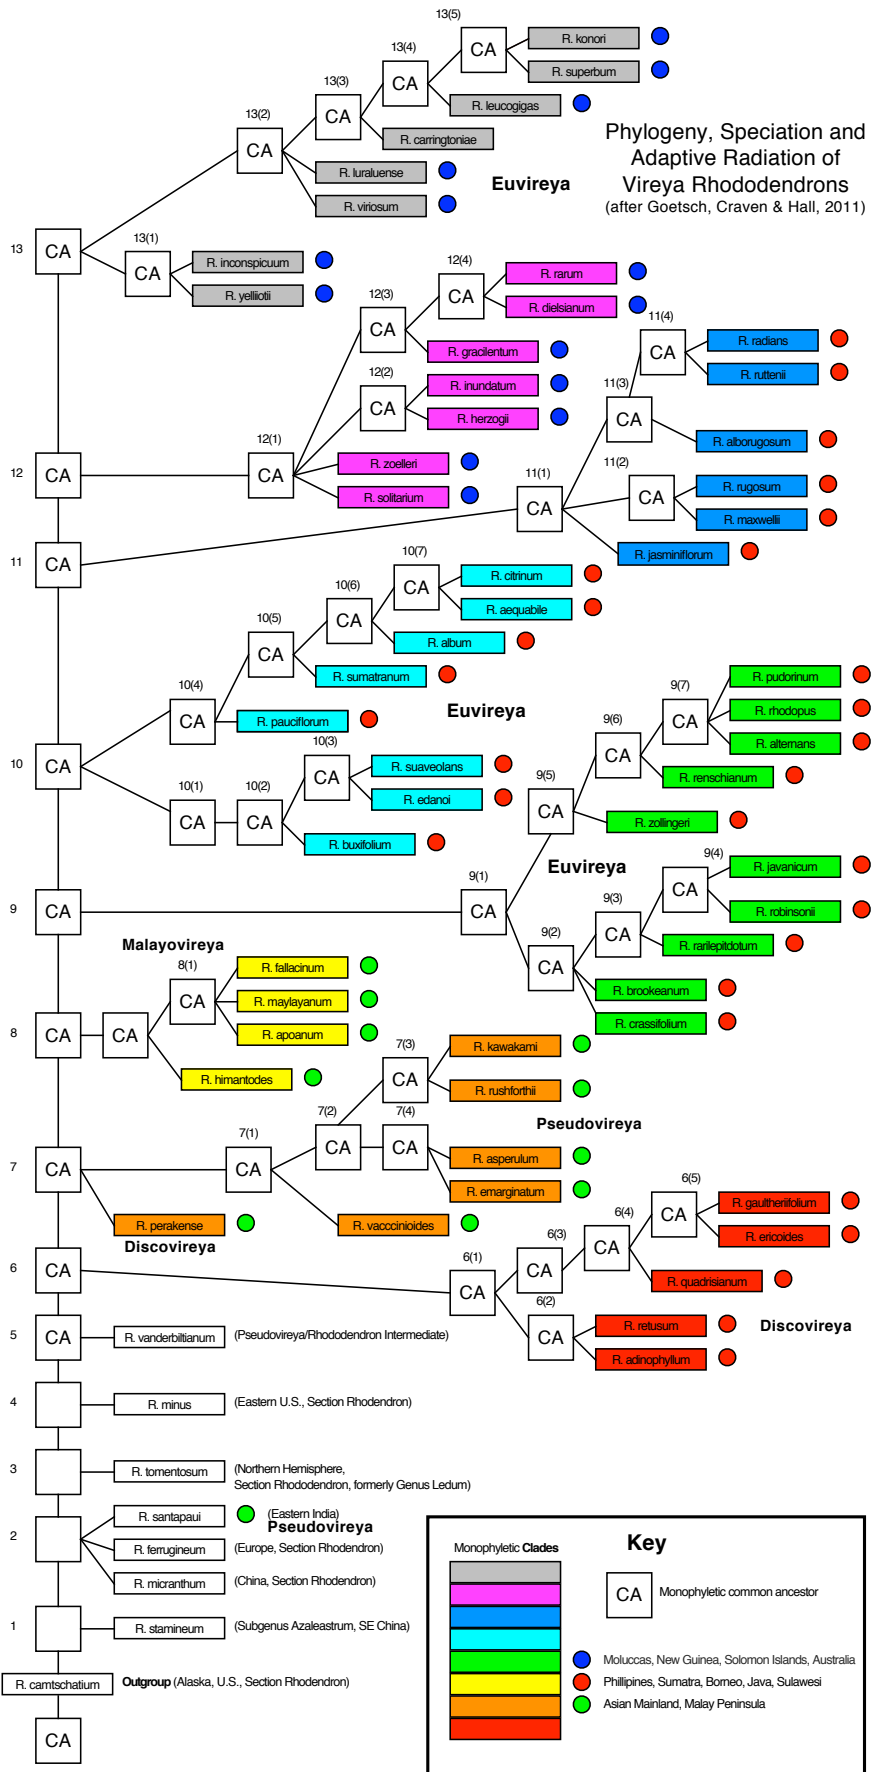 13(5)
CA
R. konori
R. superbum
13(4)
CA
R. leucogigas
13(3)
CA
R. carringtoniae
13(2)
CA
R. luraluense
R. viriosum
Euvireya
Phylogeny, Speciation and
Adaptive Radiation of
Vireya Rhododendrons
(after Goetsch, Craven & Hall, 2011)
13
CA
13(1)
CA
R. inconspicuum
R. yelliotii
12(4)
CA
R. rarum
R. dielsianum
12(3)
CA
R. gracilentum
12(2)
CA
R. inundatum
R. herzogii
12
CA
12(1)
CA
R. zoelleri
R. solitarium
11(4)
CA
R. radians
R. ruttenii
11(3)
CA
R. alborugosum
11(2)
CA
R. rugosum
R. maxwellii
11(1)
CA
R. jasminiflorum
11
CA
10(7)
CA
R. citrinum
R. aequabile
10(6)
CA
R. album
10(5)
CA
R. sumatranum
10(4)
CA
R. pauciflorum
Euvireya
10
CA
10(3)
CA
R. suaveolans
R. edanoi
10(1)
CA
10(2)
CA
R. buxifolium
9(7)
CA
R. pudorinum
R. rhodopus
R. alternans
9(6)
CA
R. renschianum
9(5)
CA
R. zollingeri
Euvireya
9(4)
CA
R. javanicum
R. robinsonii
9
CA
9(1)
CA
9(3)
CA
R. rarilepitdotum
9(2)
CA
R. brookeanum
R. crassifolium
Malayovireya
8(1)
CA
R. fallacinum
R. maylayanum
R. apoanum
8
CA
CA
R. himantodes
7(3)
CA
R. kawakami
R. rushforthii
Pseudovireya
7(2)
CA
7(4)
CA
R. asperulum
R. emarginatum
7
CA
7(1)
CA
R. perakense
R. vacccinioides
Discovireya
6(5)
CA
R. gaultheriifolium
R. ericoides
6(4)
CA
R. quadrisianum
6(3)
CA
6
CA
6(1)
CA
6(2)
CA
R. retusum
R. adinophyllum
Discovireya
5
CA
R. vanderbiltianum
(Pseudovireya/Rhododendron Intermediate)
4
R. minus
(Eastern U.S., Section Rhodendron)
3
R. tomentosum
(Northern Hemisphere,
Section Rhododendron, formerly Genus Ledum)
2
R. santapaui
(Eastern India)
Pseudovireya
R. ferrugineum
(Europe, Section Rhodendron)
R. micranthum
(China, Section Rhodendron)
1
R. stamineum
(Subgenus Azaleastrum, SE China)
R. camtschatium
Outgroup (Alaska, U.S., Section Rhodendron)
CA
Key
Monophyletic Clades
CA
Monophyletic common ancestor
Moluccas, New Guinea, Solomon Islands, Australia
Phillipines, Sumatra, Borneo, Java, Sulawesi
Asian Mainland, Malay Peninsula